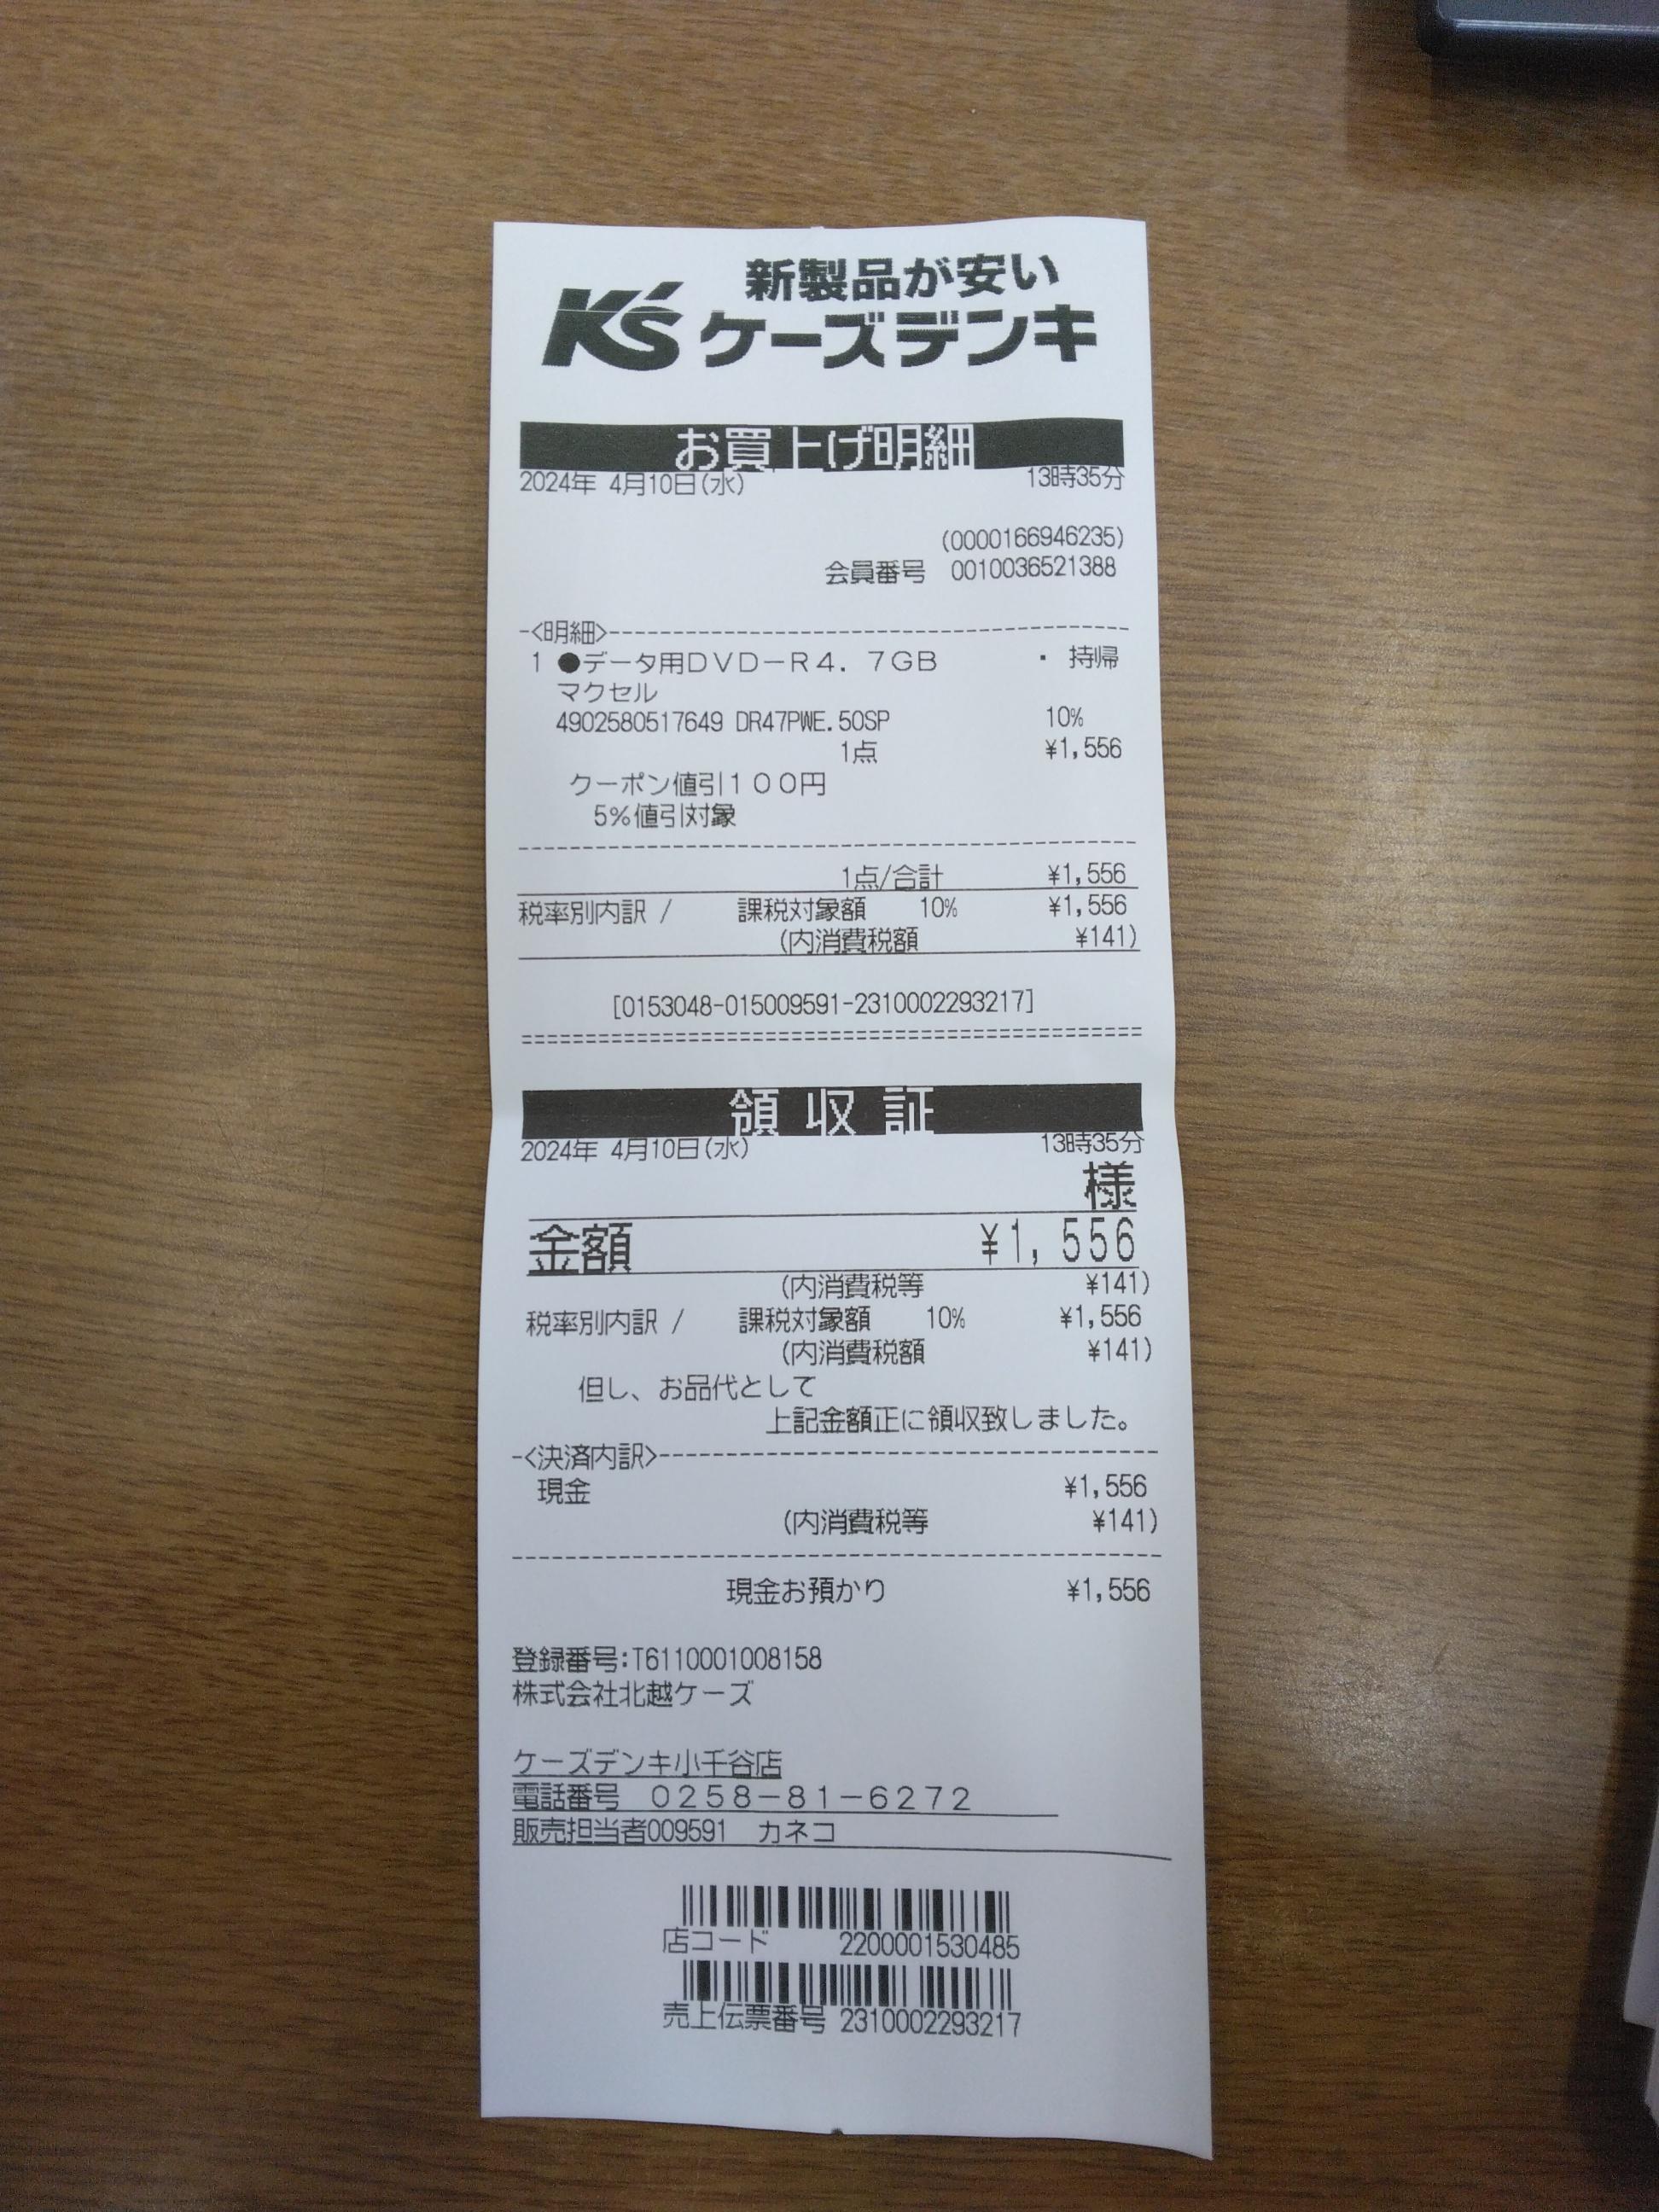 新製品が安い
K's ケーズデンキ
お買上げ明細
2024年 4月10日(水) 13時35分
(0000166946235)
会員番号 0010036521388
-<明細>----------------------------------------
1 ●データ用DVD-R4.7GB ・ 持帰
マクセル
4902580517649 DR47PWE.50SP 10%
1点 ¥1,556
クーポン値引100円
5%値引対象
------------------------------------------------
1点/合計 ¥1,556
税率別内訳 / 課税対象額 10% ¥1,556
(内消費税額 ¥141)
[0153048-015009591-2310002293217]
================================================
領収証
2024年 4月10日(水) 13時35分
様
金額 ¥1,556
(内消費税等 ¥141)
税率別内訳 / 課税対象額 10% ¥1,556
(内消費税額 ¥141)
但し、お品代として
上記金額正に領収致しました。
-<決済内訳>--------------------------------------
現金 ¥1,556
(内消費税等 ¥141)
------------------------------------------------
現金お預かり ¥1,556
登録番号:T6110001008158
株式会社北越ケーズ
ケーズデンキ小千谷店
電話番号 0258-81-6272
販売担当者009591 カネコ
店コード 2200001530485
売上伝票番号 2310002293217